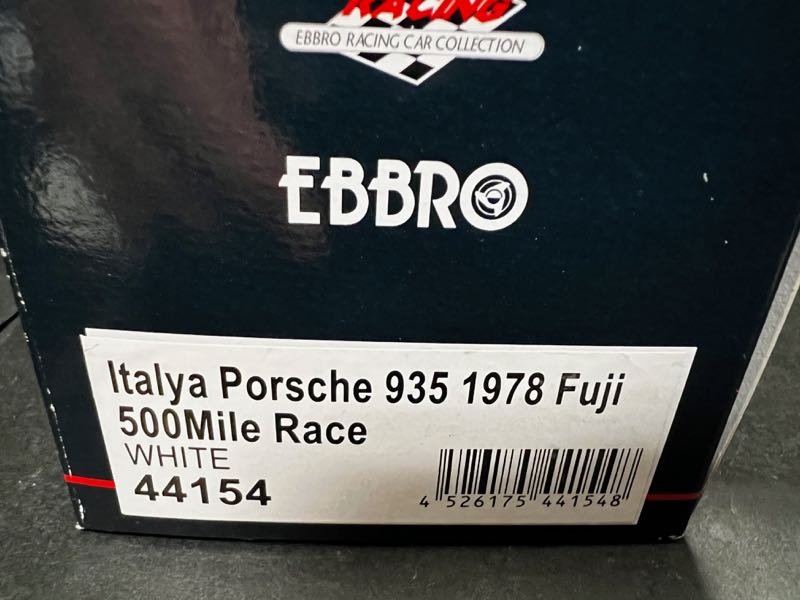 RACING
EBBRO RACING CAR COLLECTION
EBBRO
Italya Porsche 935 1978 Fuji
500Mile Race
WHITE
44154
4 526175 441548